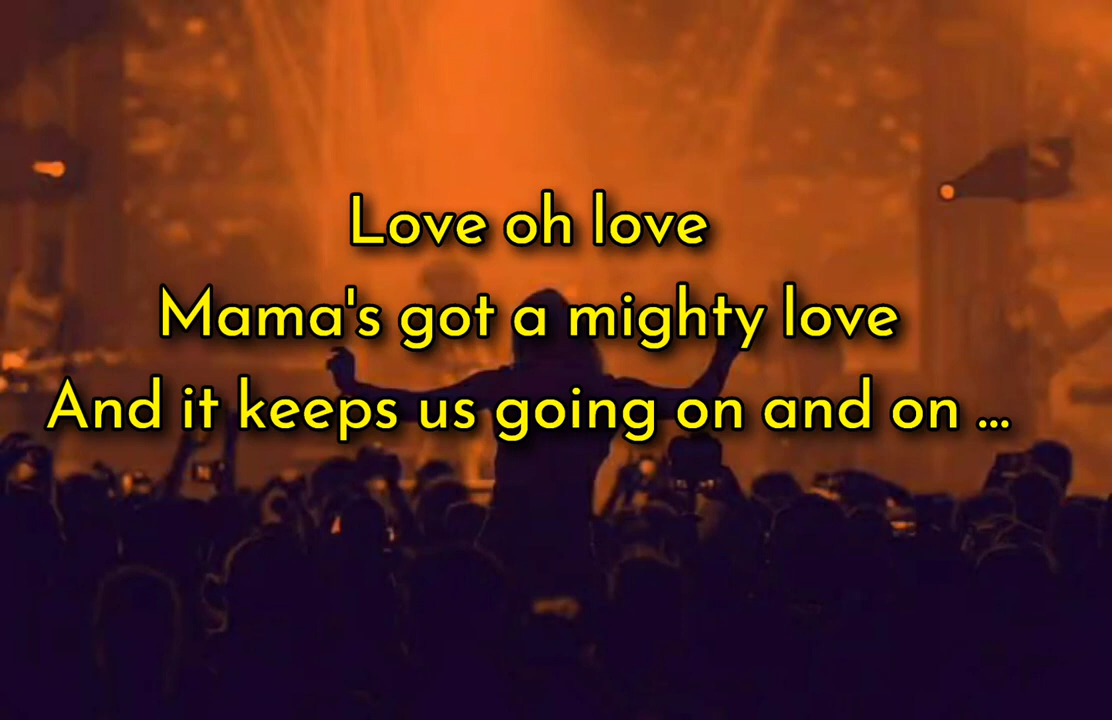 Love oh love
Mama's got a mighty love
And it keeps us going on and on ...